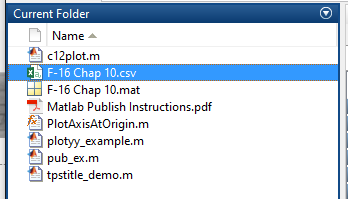 Current Folder
Name
c12plot.m
F-16 Chap 10.csv
F-16 Chap 10.mat
Matlab Publish Instructions.pdf
PlotAxisAtOrigin.m
plotyy_example.m
pub_ex.m
tpstitle_demo.m